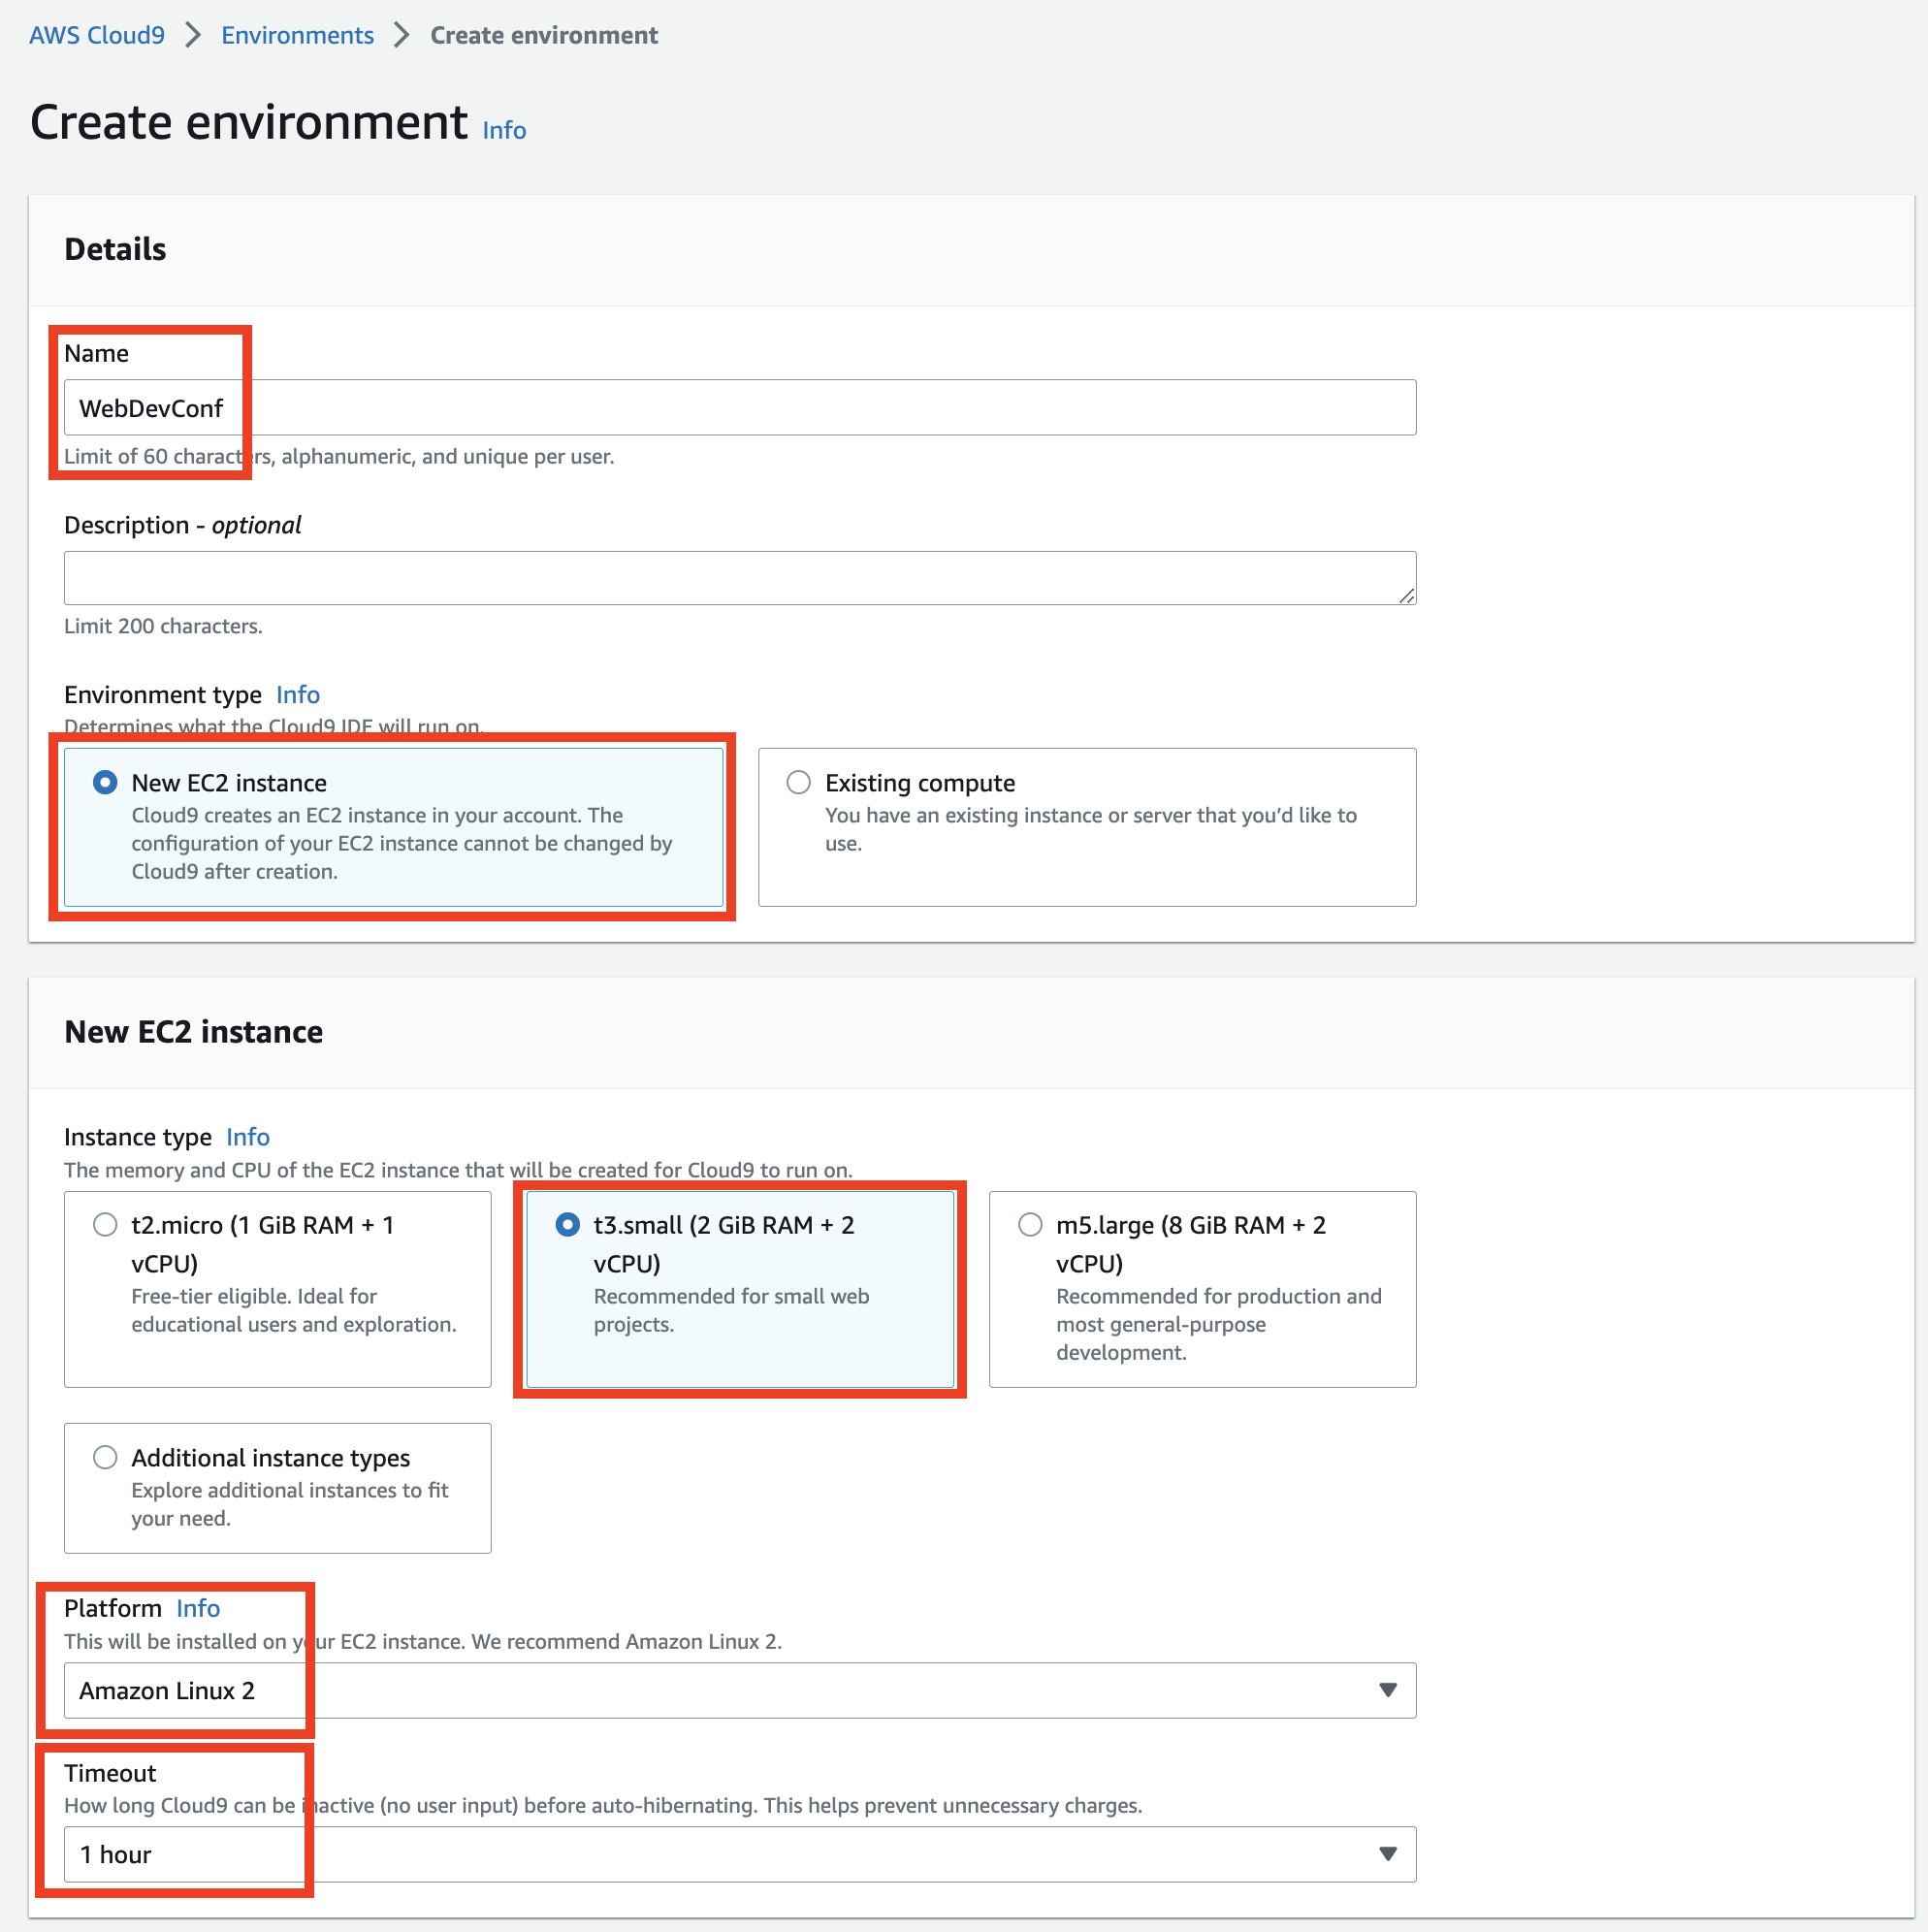 AWS Cloud9 > Environments > Create environment
Create environment Info
Details
Name
WebDevConf
Limit of 60 characters, alphanumeric, and unique per user.
Description - optional
Limit 200 characters.
Environment type Info
Determines what the Cloud9 IDE will run on.
New EC2 instance
Cloud9 creates an EC2 instance in your account. The
configuration of your EC2 instance cannot be changed by
Cloud9 after creation.
Existing compute
You have an existing instance or server that you’d like to
use.
New EC2 instance
Instance type Info
The memory and CPU of the EC2 instance that will be created for Cloud9 to run on.
t2.micro (1 GiB RAM + 1
vCPU)
Free-tier eligible. Ideal for
educational users and exploration.
t3.small (2 GiB RAM + 2
vCPU)
Recommended for small web
projects.
m5.large (8 GiB RAM + 2
vCPU)
Recommended for production and
most general-purpose
development.
Additional instance types
Explore additional instances to fit
your need.
Platform Info
This will be installed on your EC2 instance. We recommend Amazon Linux 2.
Amazon Linux 2
Timeout
How long Cloud9 can be inactive (no user input) before auto-hibernating. This helps prevent unnecessary charges.
1 hour